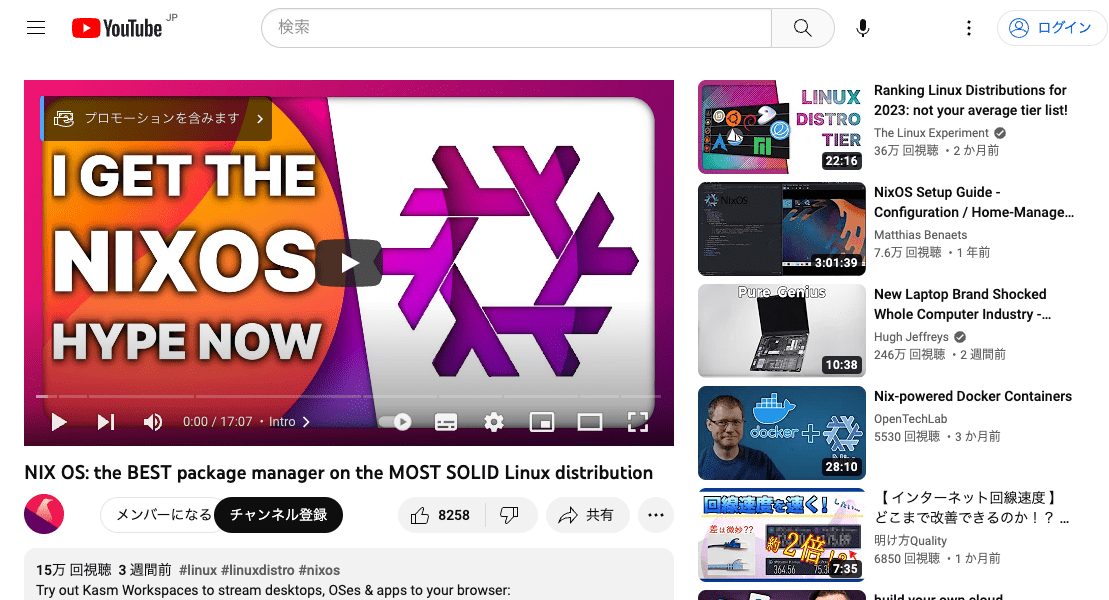 YouTube JP
検索
ログイン
プロモーションを含みます
I GET THE
NIXOS
HYPE NOW
0:00 / 17:07 ・ Intro
NIX OS: the BEST package manager on the MOST SOLID Linux distribution
メンバーになる
チャンネル登録
8258
共有
15万 回視聴 3 週間前 #linux #linuxdistro #nixos
Try out Kasm Workspaces to stream desktops, OSes & apps to your browser:
LINUX
DISTRO
TIER
22:16
Ranking Linux Distributions for
2023: not your average tier list!
The Linux Experiment
36万 回視聴 ・2 か月前
NixOS
3:01:39
NixOS Setup Guide -
Configuration / Home-Manage…
Matthias Benaets
7.6万 回視聴 ・1 年前
Pure Genius
10:38
New Laptop Brand Shocked
Whole Computer Industry -…
Hugh Jeffreys
246万 回視聴 ・2 週間前
docker +
28:10
Nix-powered Docker Containers
OpenTechLab
5530 回視聴 ・3 か月前
回線速度を速く!
差は微妙??
約2倍!?
364.56
7:35
【 インターネット回線速度 】
どこまで改善できるのか！？ …
明け方Quality
6850 回視聴 ・1 か月前
build your own cloud